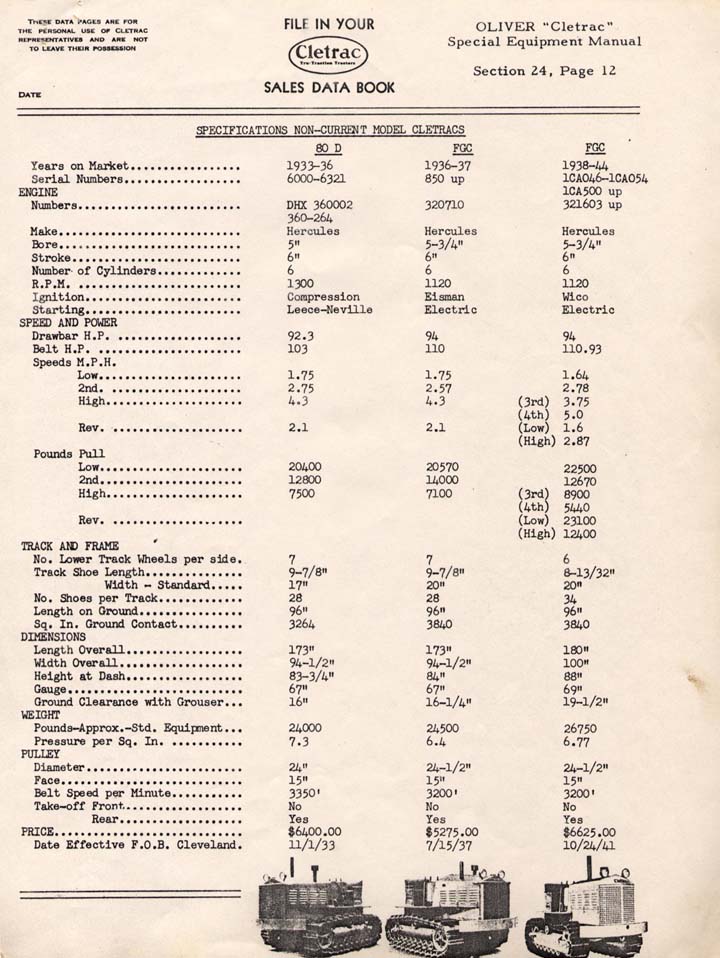 THESE DATA PAGES ARE FOR
THE PERSONAL USE OF CLETRAC
REPRESENTATIVES AND ARE NOT
TO LEAVE THEIR POSSESSION
DATE
FILE IN YOUR
Cletrac
Tru-Traction Tractors
SALES DATA BOOK
OLIVER "Cletrac"
Special Equipment Manual
Section 24, Page 12
SPECIFICATIONS NON-CURRENT MODEL CLETRACS
80 D FGC FGC
Years on Market................. 1933-36 1936-37 1938-44
Serial Numbers.................. 6000-6321 850 up 1CA046-1CA054
ENGINE 1CA500 up
Numbers......................... DHX 360002 320710 321603 up
360-264
Make............................ Hercules Hercules Hercules
Bore............................ 5" 5-3/4" 5-3/4"
Stroke.......................... 6" 6" 6"
Number of Cylinders............. 6 6 6
R.P.M. ......................... 1300 1120 1120
Ignition........................ Compression Eisman Wico
Starting........................ Leece-Neville Electric Electric
SPEED AND POWER
Drawbar H.P. ................... 92.3 94 94
Belt H.P. ...................... 103 110 110.93
Speeds M.P.H.
Low..................... 1.75 1.75 1.64
2nd. ................... 2.75 2.57 2.78
High.................... 4.3 4.3 (3rd) 3.75
(4th) 5.0
Rev. ................... 2.1 2.1 (Low) 1.6
(High) 2.87
Pounds Pull
Low..................... 20400 20570 22500
2nd..................... 12800 14000 12670
High.................... 7500 7100 (3rd) 8900
(4th) 5440
Rev. ................... (Low) 23100
(High) 12400
TRACK AND FRAME
No. Lower Track Wheels per side. 7 7 6
Track Shoe Length............... 9-7/8" 9-7/8" 8-13/32"
Width - Standard..... 17" 20" 20"
No. Shoes per Track............. 28 28 34
Length on Ground................ 96" 96" 96"
Sq. In. Ground Contact.......... 3264 3840 3840
DIMENSIONS
Length Overall.................. 173" 173" 180"
Width Overall................... 94-1/2" 94-1/2" 100"
Height at Dash.................. 83-3/4" 84" 88"
Gauge........................... 67" 67" 69"
Ground Clearance with Grouser... 16" 16-1/4" 19-1/2"
WEIGHT
Pounds-Approx.-Std. Equipment... 24000 24500 26750
Pressure per Sq. In. ........... 7.3 6.4 6.77
PULLEY
Diameter........................ 24" 24-1/2" 24-1/2"
Face............................ 15" 15" 15"
Belt Speed per Minute........... 3350' 3200' 3200'
Take-off Front.................. No No No
Rear.................. Yes Yes Yes
PRICE............................. $6400.00 $5275.00 $6625.00
Date Effective F.O.B. Cleveland. 11/1/33 7/15/37 10/24/41